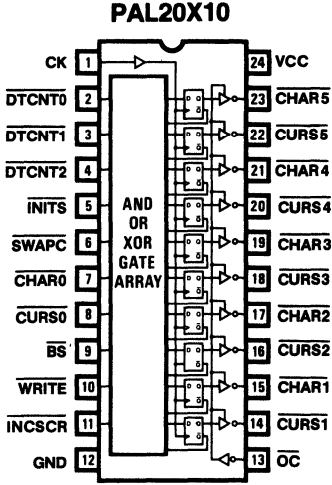 PAL20X10
CK 1 24 VCC
DTCNT0 2 23 CHAR5
DTCNT1 3 22 CURS5
DTCNT2 4 21 CHAR4
INITS 5 20 CURS4
SWAPC 6 19 CHAR3
CHAR0 7 18 CURS3
CURS0 8 17 CHAR2
BS 9 16 CURS2
WRITE 10 15 CHAR1
INCSCR 11 14 CURS1
GND 12 13 OC
AND
OR
XOR
GATE
ARRAY